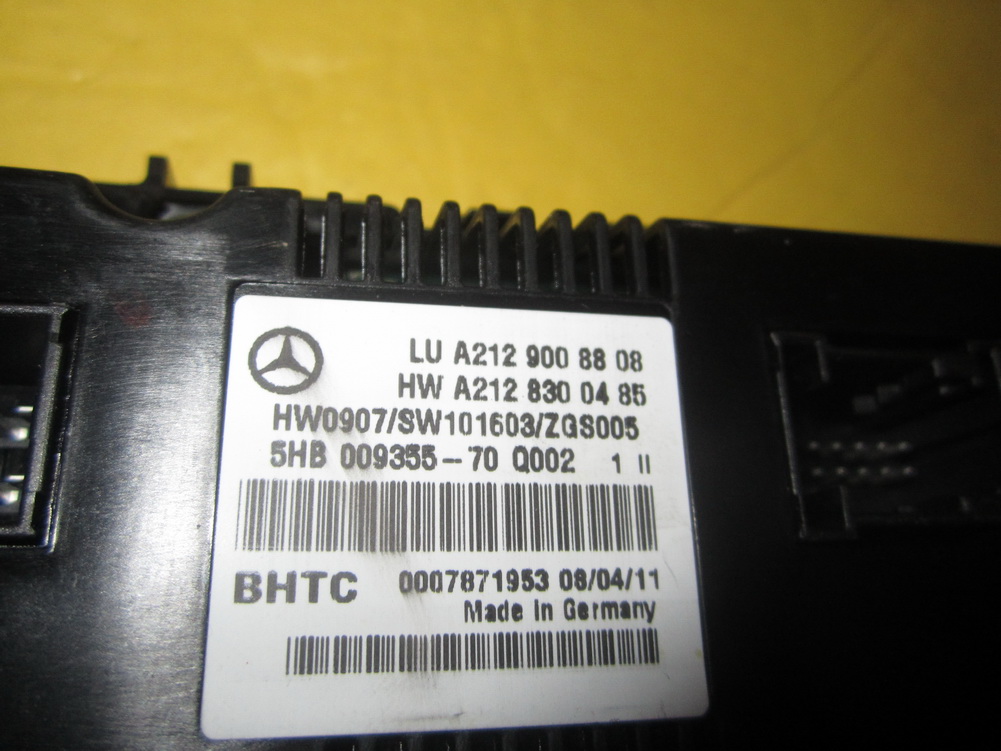 LU A212 900 88 08
HW A212 830 04 85
HW0907/SW101603/ZGS005
5HB 009355-70 Q002 1 II
BHTC 0007871953 08/04/11
Made in Germany